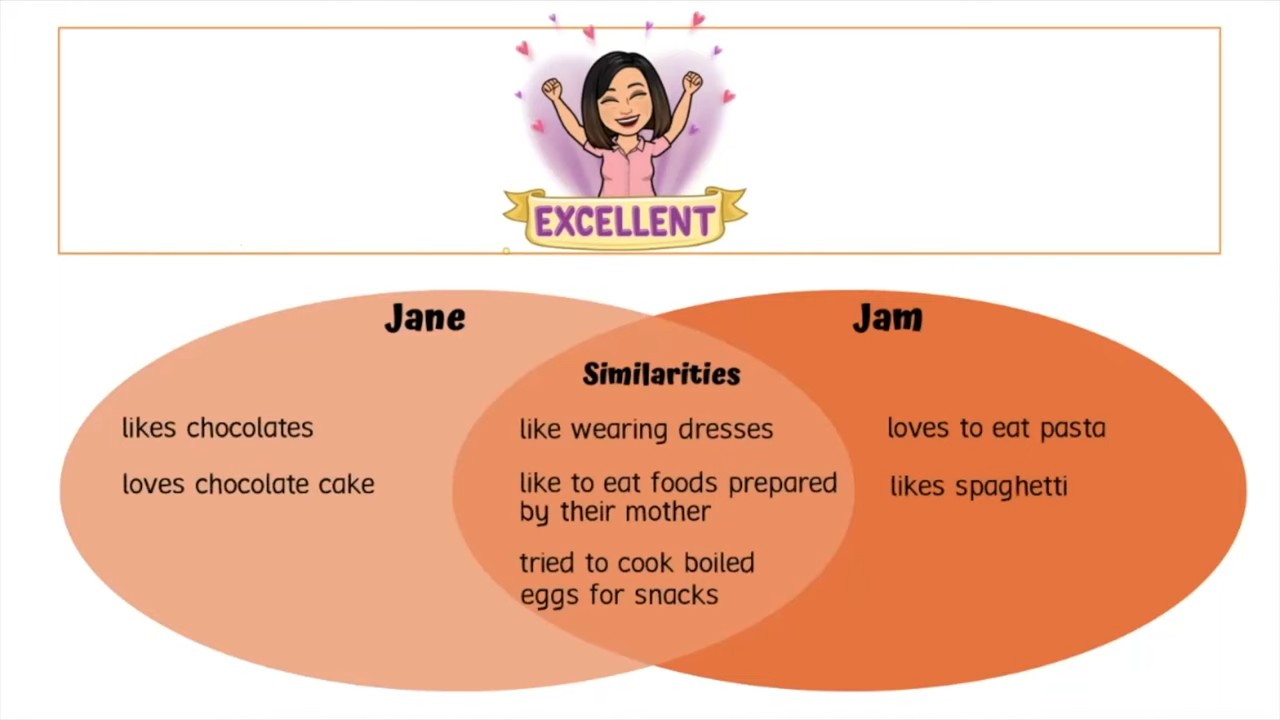 EXCELLENT
Jane
likes chocolates
loves chocolate cake
Similarities
like wearing dresses
like to eat foods prepared
by their mother
tried to cook boiled
eggs for snacks
Jam
loves to eat pasta
likes spaghetti